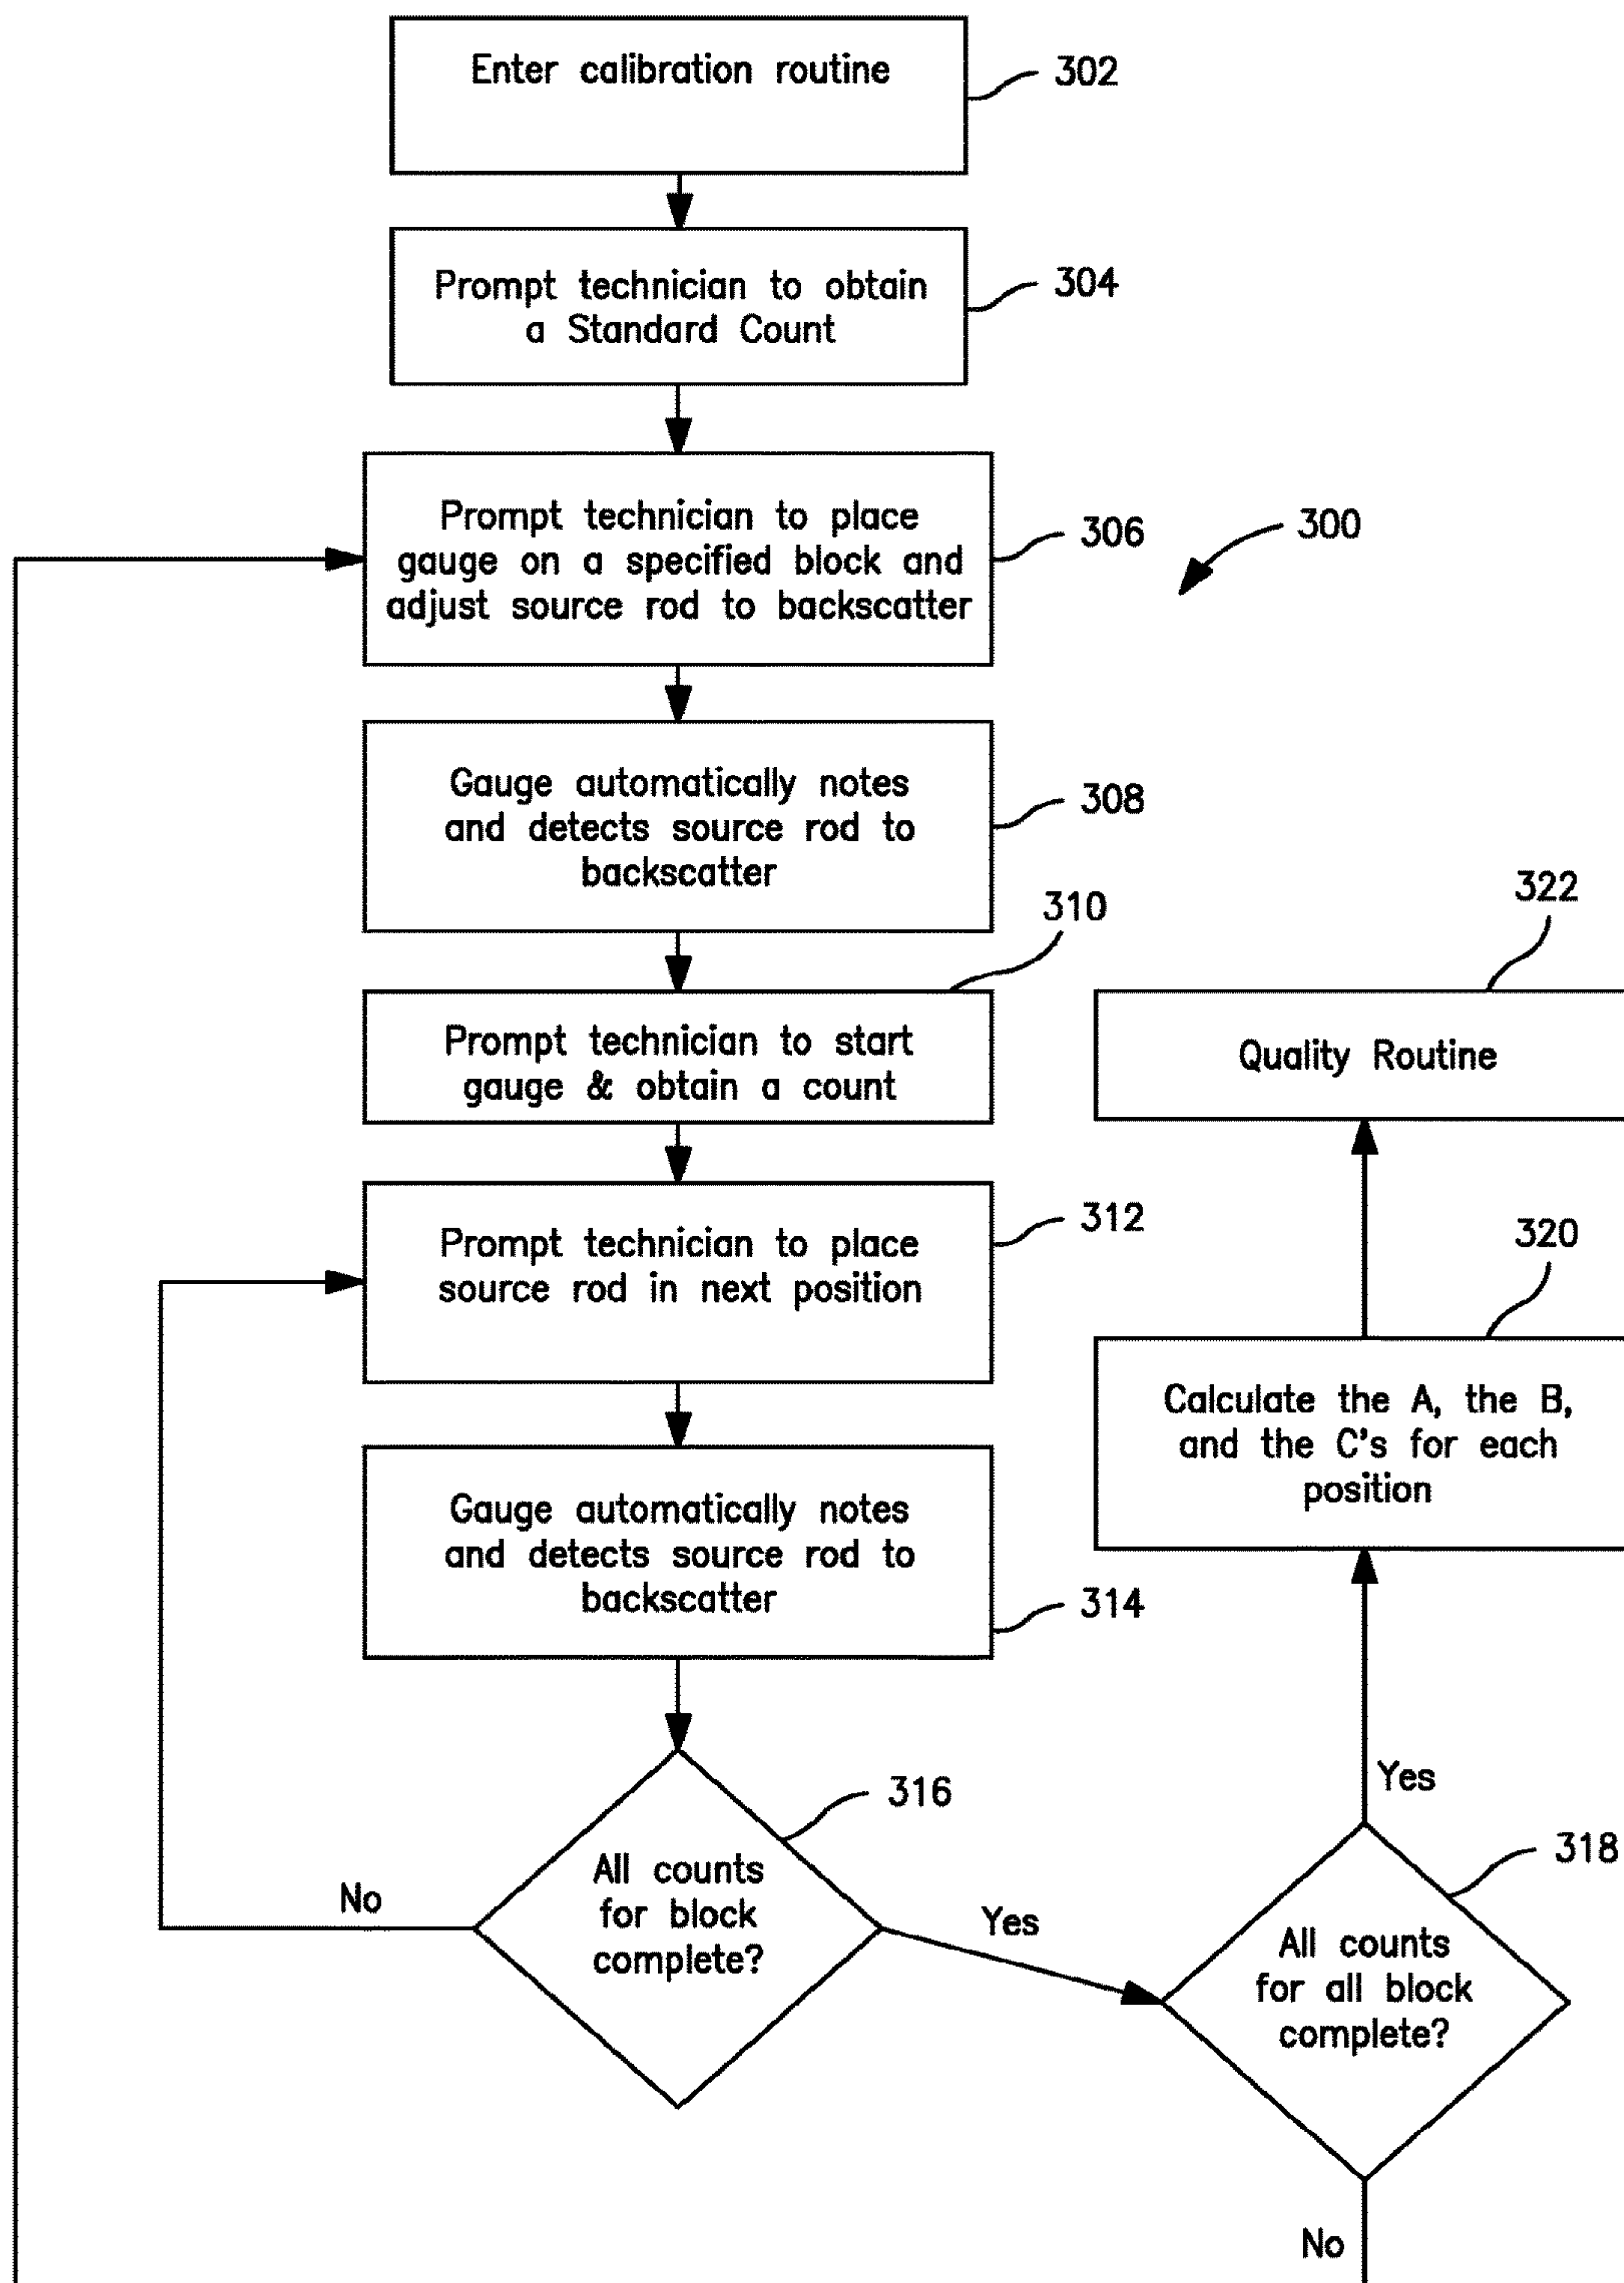 Enter calibration routine
302
Prompt technician to obtain
a Standard Count
304
Prompt technician to place
gauge on a specified block and
adjust source rod to backscatter
306
300
Gauge automatically notes
and detects source rod to
backscatter
308
310
Prompt technician to start
gauge & obtain a count
Prompt technician to place
source rod in next position
312
Gauge automatically notes
and detects source rod to
backscatter
314
All counts
for block
complete?
316
No
Yes
All counts
for all block
complete?
318
No
Yes
Calculate the A, the B,
and the C's for each
position
320
Quality Routine
322